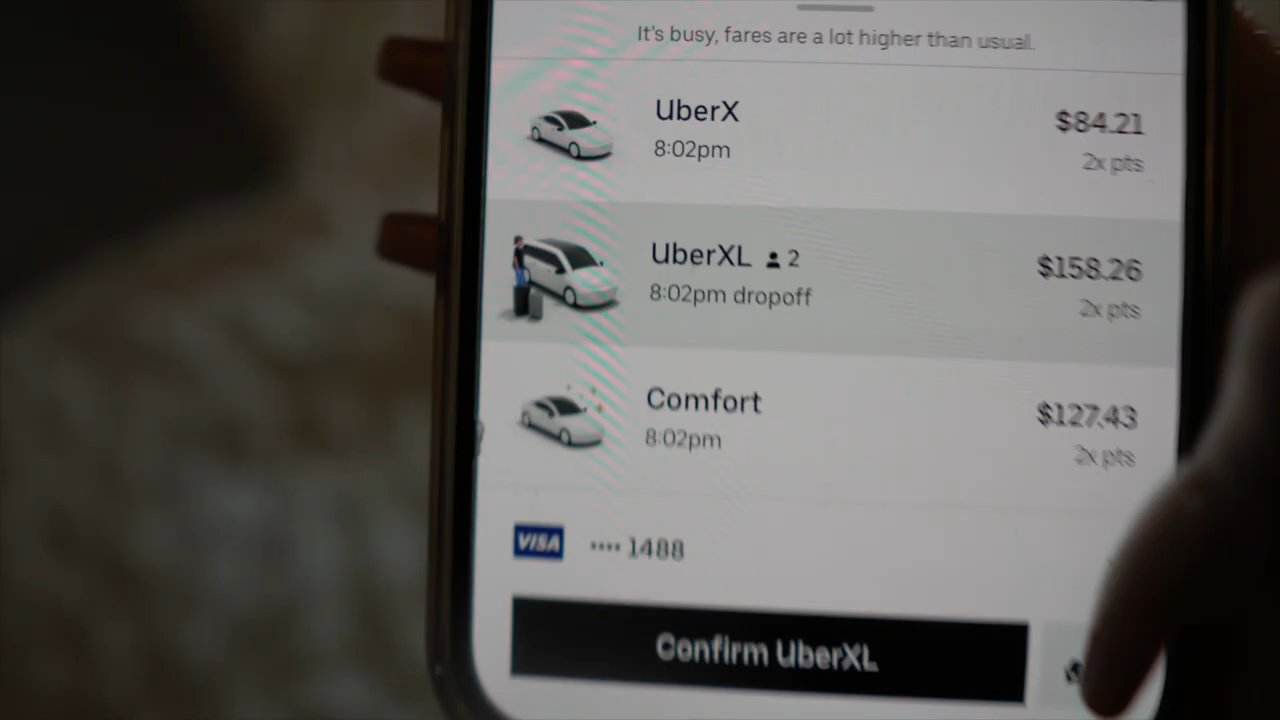 It's busy, fares are a lot higher than usual.
UberX
$84.21
8:02pm
2x pts
UberXL 2
$158.26
8:02pm dropoff
2x pts
Comfort
$127.43
8:02pm
2x pts
VISA •••• 1488
Confirm UberXL